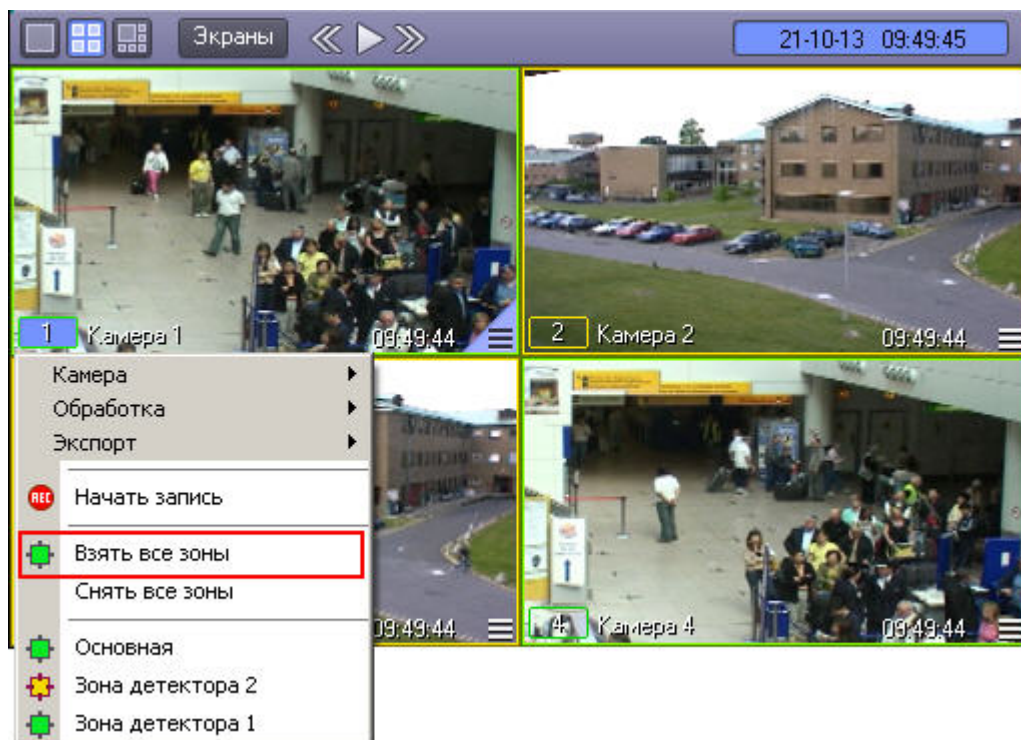 Экраны
21-10-13 09:49:45
1 Камера 1 09:49:44
2 Камера 2 09:49:44
Камера
Обработка
Экспорт
REC Начать запись
Взять все зоны
Снять все зоны
09:49:44
4 Камера 4 09:49:44
Основная
Зона детектора 2
Зона детектора 1